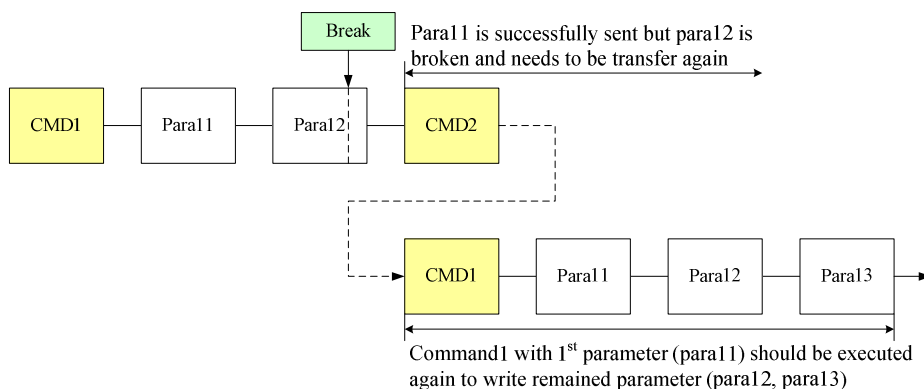 Break
Para11 is successfully sent but para12 is
broken and needs to be transfer again
CMD1
Para11
Para12
CMD2
CMD1
Para11
Para12
Para13
Command1 with 1st parameter (para11) should be executed
again to write remained parameter (para12, para13)